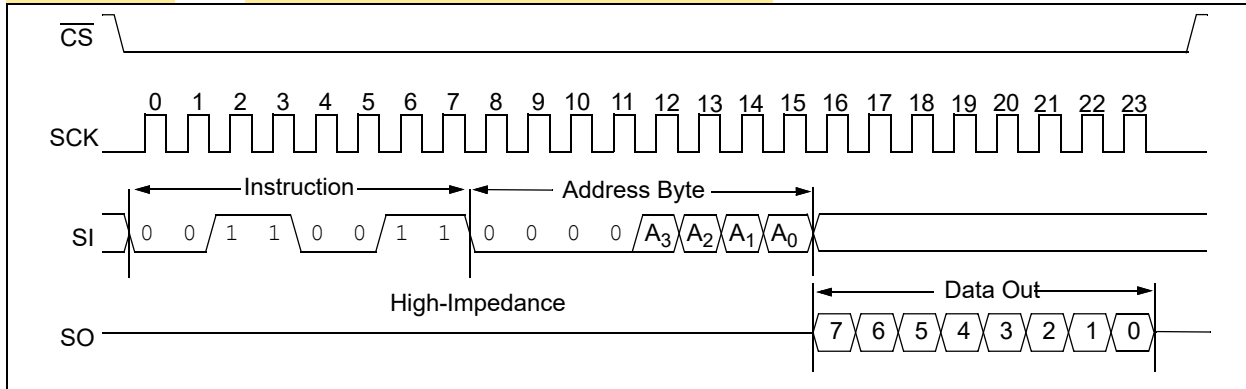 CS
0 1 2 3 4 5 6 7 8 9 10 11 12 13 14 15 16 17 18 19 20 21 22 23
SCK
Instruction Address Byte
SI 0 0 1 1 0 0 1 1 0 0 0 0 A3 A2 A1 A0
High-Impedance Data Out
SO 7 6 5 4 3 2 1 0